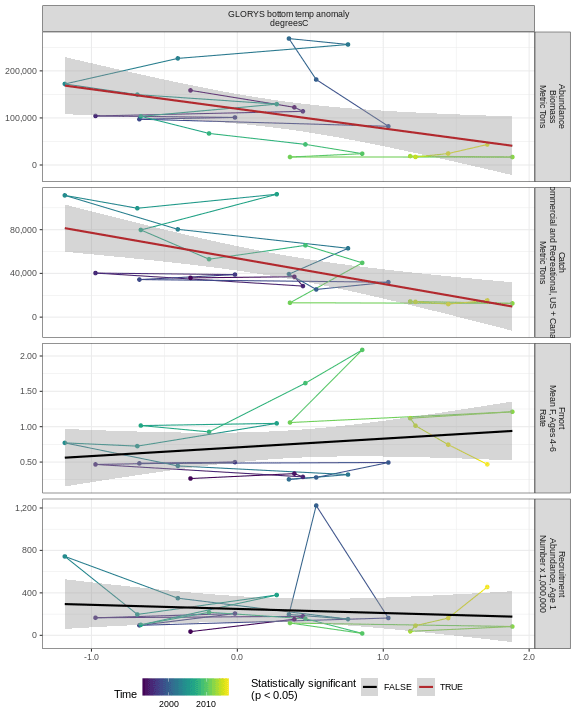 GLORYS bottom temp anomaly
degreesC
200,000
100,000
0
Abundance
Biomass
Metric Tons
80,000
40,000
0
Catch
ommercial and Recreational, US + Cana
Metric Tons
2.00
1.50
1.00
0.50
Fmort
Mean F, Ages 4-6
Rate
1,200
800
400
0
Recruitment
Abundance, Age 1
Number x 1,000,000
-1.0
0.0
1.0
2.0
Time
2000
2010
Statistically significant
(p < 0.05)
FALSE
TRUE